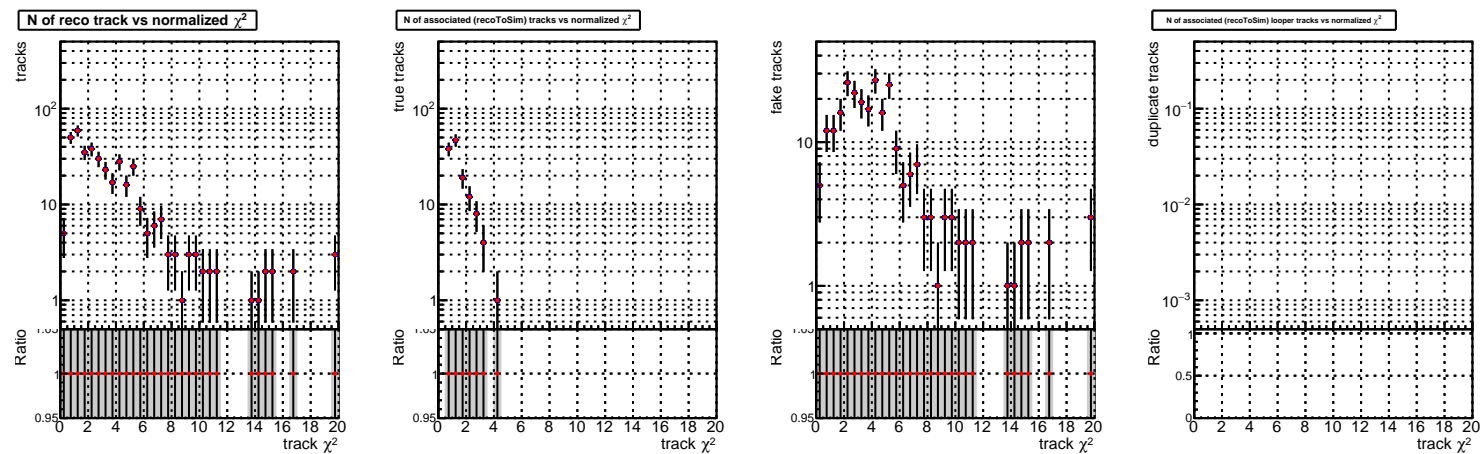 N of reco track vs normalized χ²
tracks
10²
10
1
Ratio
1
0.95
0 2 4 6 8 10 12 14 16 18 20
track χ²
N of associated (recoToSim) tracks vs normalized χ²
true tracks
10²
10
1
Ratio
1
0.95
0 2 4 6 8 10 12 14 16 18 20
track χ²
fake tracks
10
1
Ratio
1
0.95
0 2 4 6 8 10 12 14 16 18 20
track χ²
N of associated (recoToSim) looper tracks vs normalized χ²
duplicate tracks
10⁻¹
10⁻²
10⁻³
Ratio
1
0.5
0
0 2 4 6 8 10 12 14 16 18 20
track χ²